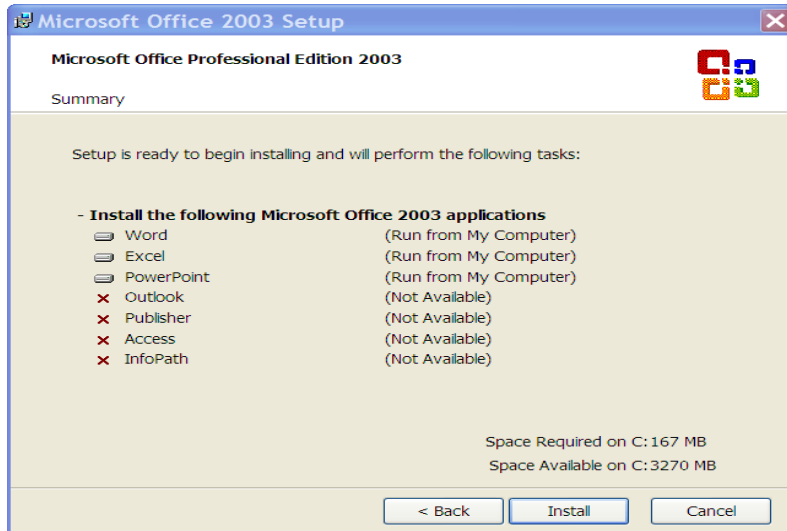 Microsoft Office 2003 Setup
Microsoft Office Professional Edition 2003
Summary
Setup is ready to begin installing and will perform the following tasks:
- Install the following Microsoft Office 2003 applications
Word (Run from My Computer)
Excel (Run from My Computer)
PowerPoint (Run from My Computer)
Outlook (Not Available)
Publisher (Not Available)
Access (Not Available)
InfoPath (Not Available)
Space Required on C: 167 MB
Space Available on C: 3270 MB
< Back Install Cancel